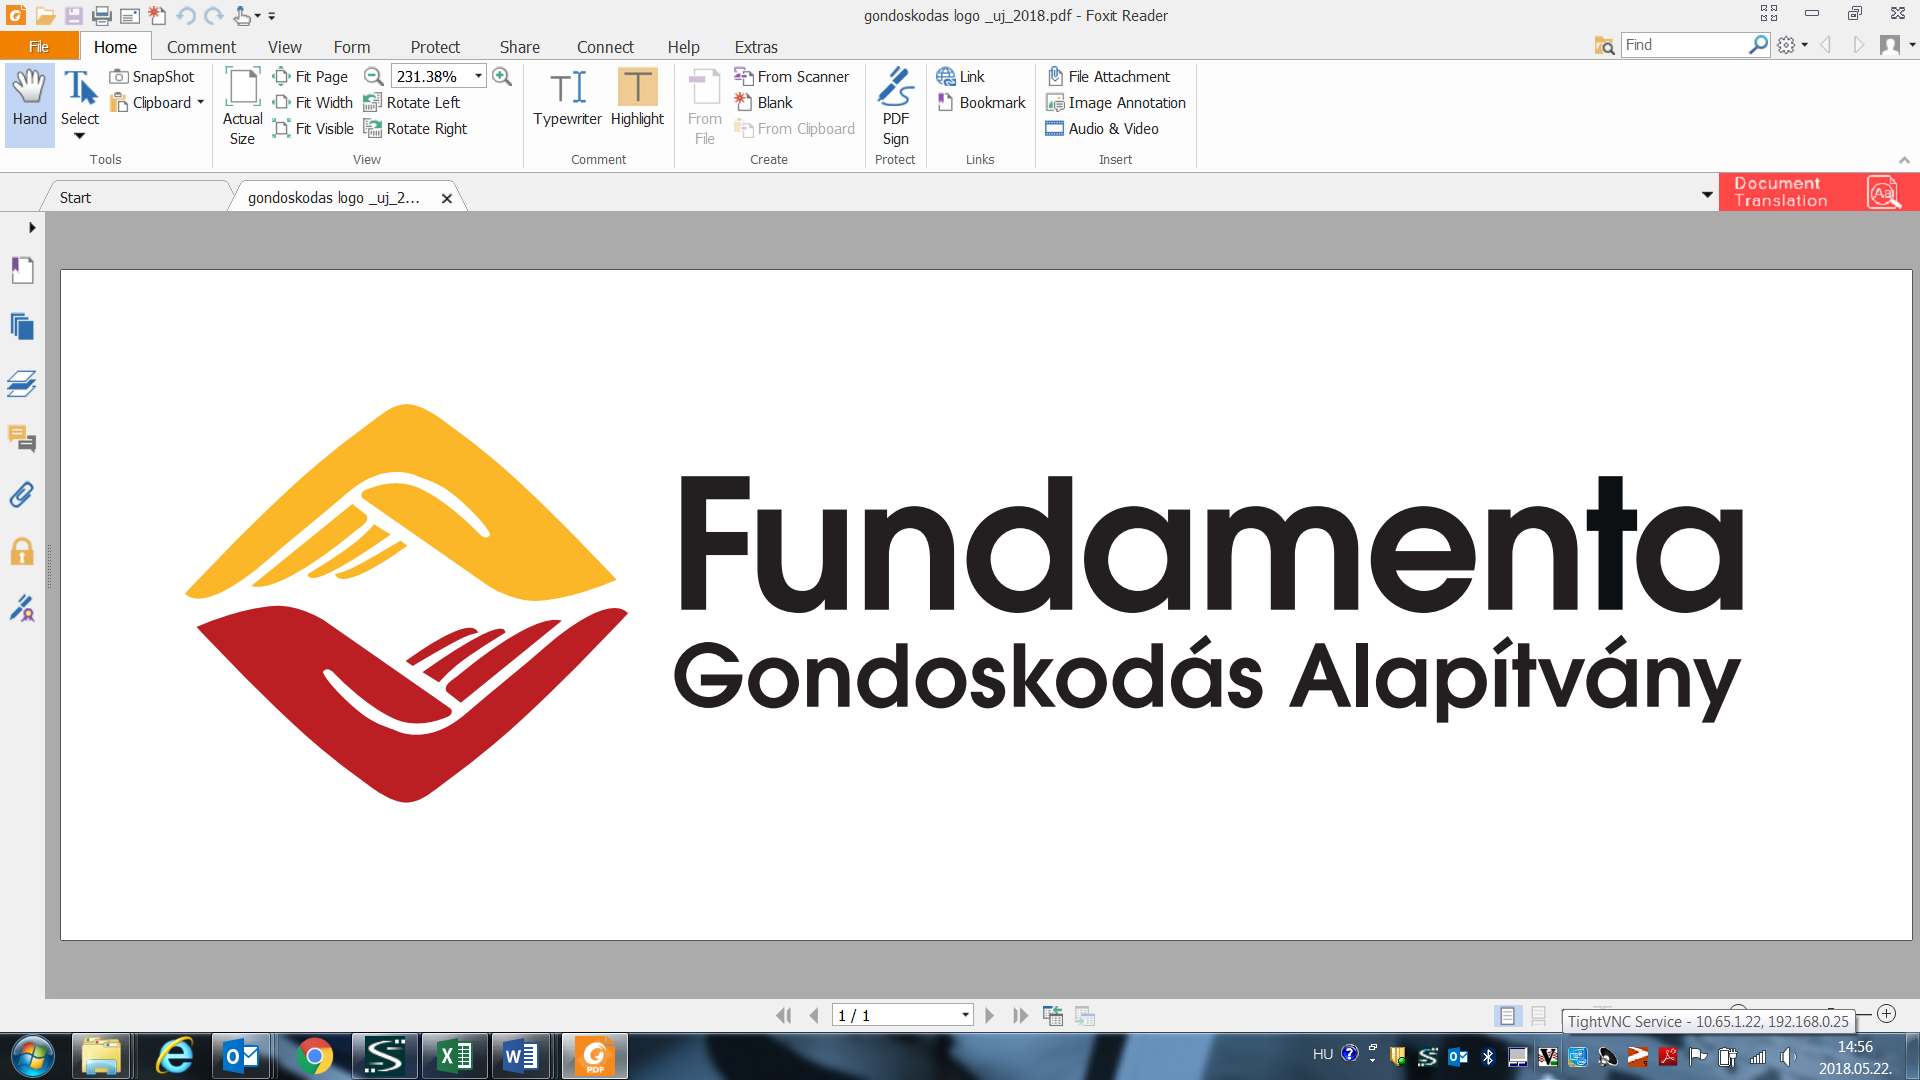 gondoskodas logo _uj_2018.pdf - Foxit Reader
File Home Comment View Form Protect Share Connect Help Extras
Find
Hand
Select
SnapShot
Clipboard
Tools
Actual Size
Fit Page
Fit Width
Fit Visible
231.38%
Rotate Left
Rotate Right
View
Typewriter
Highlight
Comment
From File
From Scanner
Blank
From Clipboard
Create
PDF Sign
Protect
Link
Bookmark
Links
File Attachment
Image Annotation
Audio & Video
Insert
Start
gondoskodas logo _uj_2...
Document
Translation
Fundamenta
Gondoskodás Alapítvány
1 / 1
TightVNC Service - 10.65.1.22, 192.168.0.25
HU
14:56
2018.05.22.